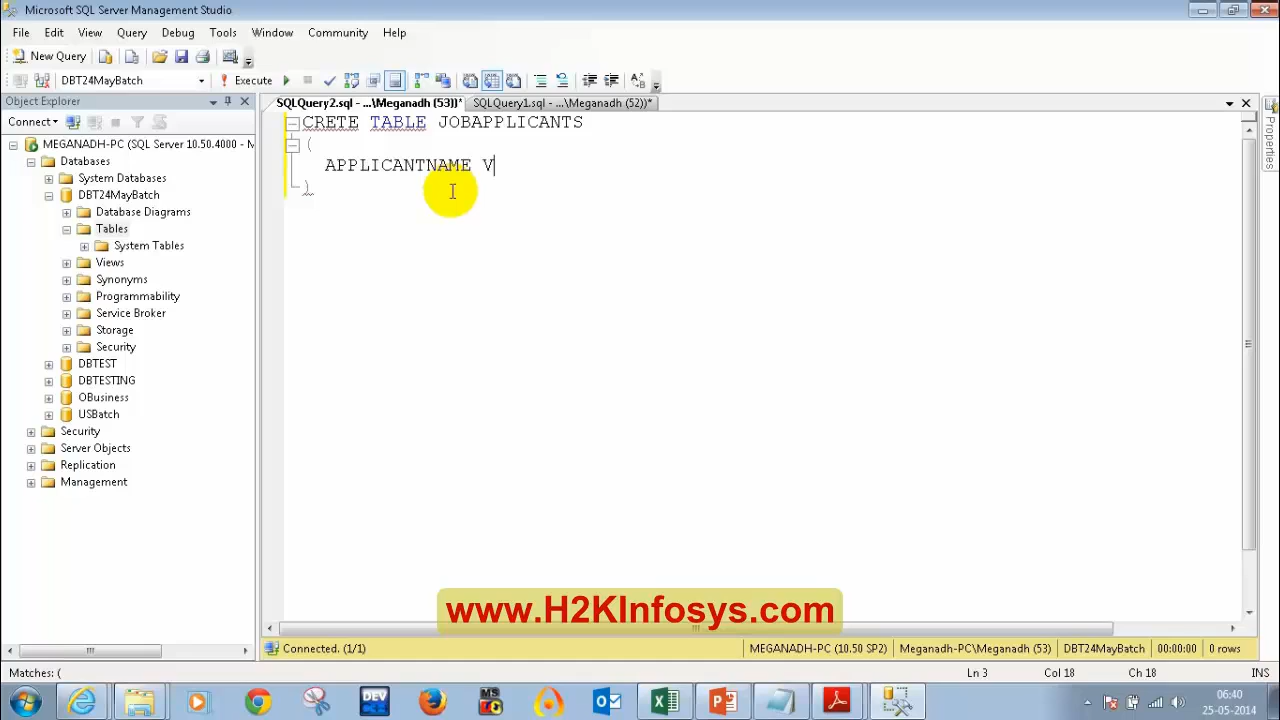 Microsoft SQL Server Management Studio
File Edit View Query Debug Tools Window Community Help
New Query
DBT24MayBatch Execute
Object Explorer
SQLQuery2.sql - ...\Meganadh (53))* SQLQuery1.sql - ...\Meganadh (52))*
Connect
MEGANADH-PC (SQL Server 10.50.4000 - M
Databases
System Databases
DBT24MayBatch
Database Diagrams
Tables
System Tables
Views
Synonyms
Programmability
Service Broker
Storage
Security
DBTEST
DBTESTING
OBusiness
USBatch
Security
Server Objects
Replication
Management
CRETE TABLE JOBAPPLICANTS
(
APPLICANTNAME V
)
Properties
www.H2KInfosys.com
Connected. (1/1) MEGANADH-PC (10.50 SP2) Meganadh-PC\Meganadh (53) DBT24MayBatch 00:00:00 0 rows
Matches: ( Ln 3 Col 18 Ch 18 INS
DEV
MS
06:40
25-05-2014